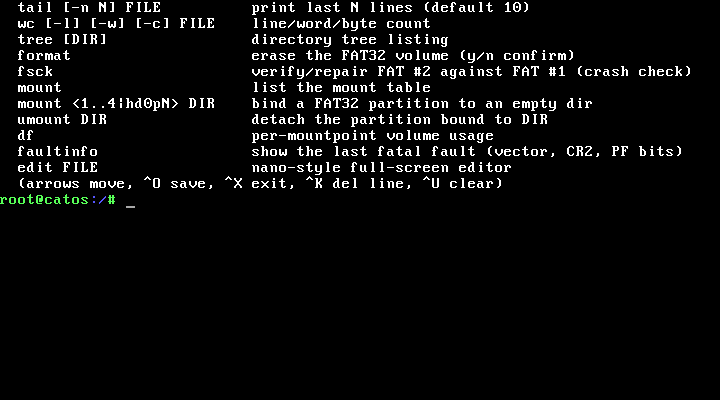 tail [-n N] FILE          print last N lines (default 10)
wc [-l] [-w] [-c] FILE    line/word/byte count
tree [DIR]                directory tree listing
format                    erase the FAT32 volume (y/n confirm)
fsck                      verify/repair FAT #2 against FAT #1 (crash check)
mount                     list the mount table
mount <1..4|hd0pN> DIR    bind a FAT32 partition to an empty dir
umount DIR                detach the partition bound to DIR
df                        per-mountpoint volume usage
faultinfo                 show the last fatal fault (vector, CR2, PF bits)
edit FILE                 nano-style full-screen editor
(arrows move, ^O save, ^X exit, ^K del line, ^U clear)
root@catos:/# _